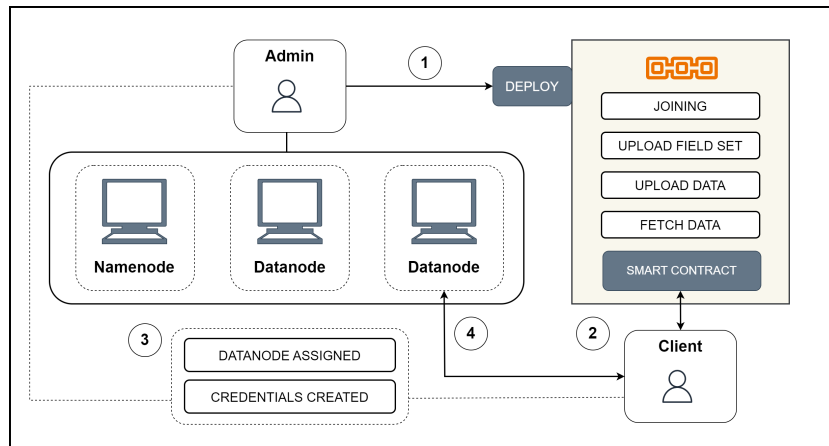 Admin
1
DEPLOY
JOINING
UPLOAD FIELD SET
UPLOAD DATA
FETCH DATA
SMART CONTRACT
Namenode
Datanode
Datanode
3
4
2
DATANODE ASSIGNED
CREDENTIALS CREATED
Client